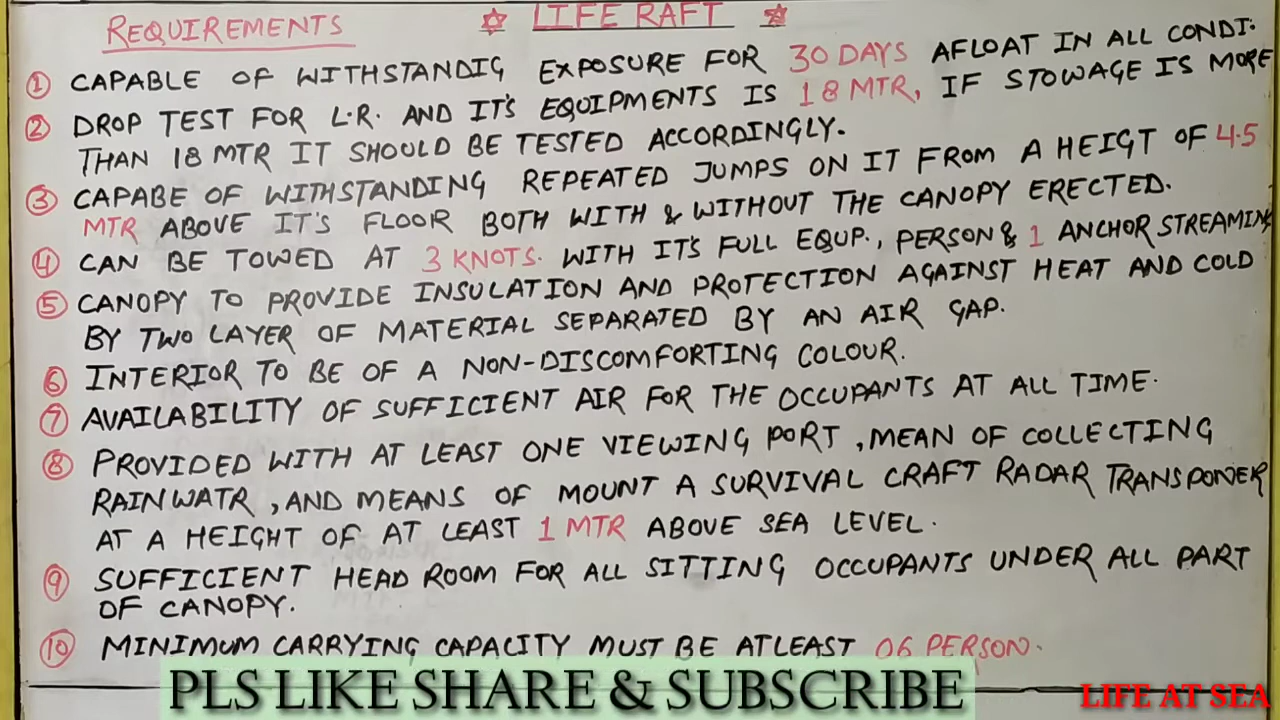 REQUIREMENTS
LIFE RAFT
① CAPABLE OF WITHSTANDIG EXPOSURE FOR 30 DAYS AFLOAT IN ALL CONDI.
② DROP TEST FOR L.R. AND IT'S EQUIPMENTS IS 18 MTR, IF STOWAGE IS MORE
THAN 18 MTR IT SHOULD BE TESTED ACCORDINGLY.
③ CAPABE OF WITHSTANDING REPEATED JUMPS ON IT FROM A HEIGT OF 4.5
MTR ABOVE IT'S FLOOR BOTH WITH & WITHOUT THE CANOPY ERECTED.
④ CAN BE TOWED AT 3 KNOTS. WITH IT'S FULL EQUP., PERSON & 1 ANCHOR STREAMING
⑤ CANOPY TO PROVIDE INSULATION AND PROTECTION AGAINST HEAT AND COLD
BY TWO LAYER OF MATERIAL SEPARATED BY AN AIR GAP.
⑥ INTERIOR TO BE OF A NON-DISCOMFORTING COLOUR.
⑦ AVAILABILITY OF SUFFICIENT AIR FOR THE OCCUPANTS AT ALL TIME.
⑧ PROVIDED WITH AT LEAST ONE VIEWING PORT, MEAN OF COLLECTING
RAINWATR, AND MEANS OF MOUNT A SURVIVAL CRAFT RADAR TRANSPONER
AT A HEIGHT OF AT LEAST 1 MTR ABOVE SEA LEVEL.
⑨ SUFFICIENT HEAD ROOM FOR ALL SITTING OCCUPANTS UNDER ALL PART
OF CANOPY.
⑩ MINIMUM CARRYING CAPACITY MUST BE ATLEAST 06 PERSON.
PLS LIKE SHARE & SUBSCRIBE
LIFE AT SEA